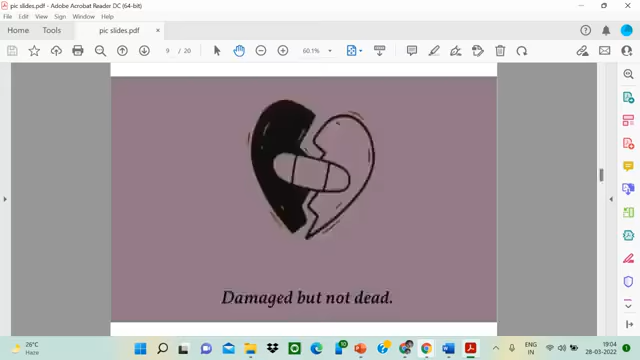 pic slides.pdf - Adobe Acrobat Reader DC (64-bit)
File Edit View Sign Window Help
Home Tools pic slides.pdf ×
9 / 20 60.1%
Damaged but not dead.
26°C
Haze
ENG
IN
19:04
28-03-2022